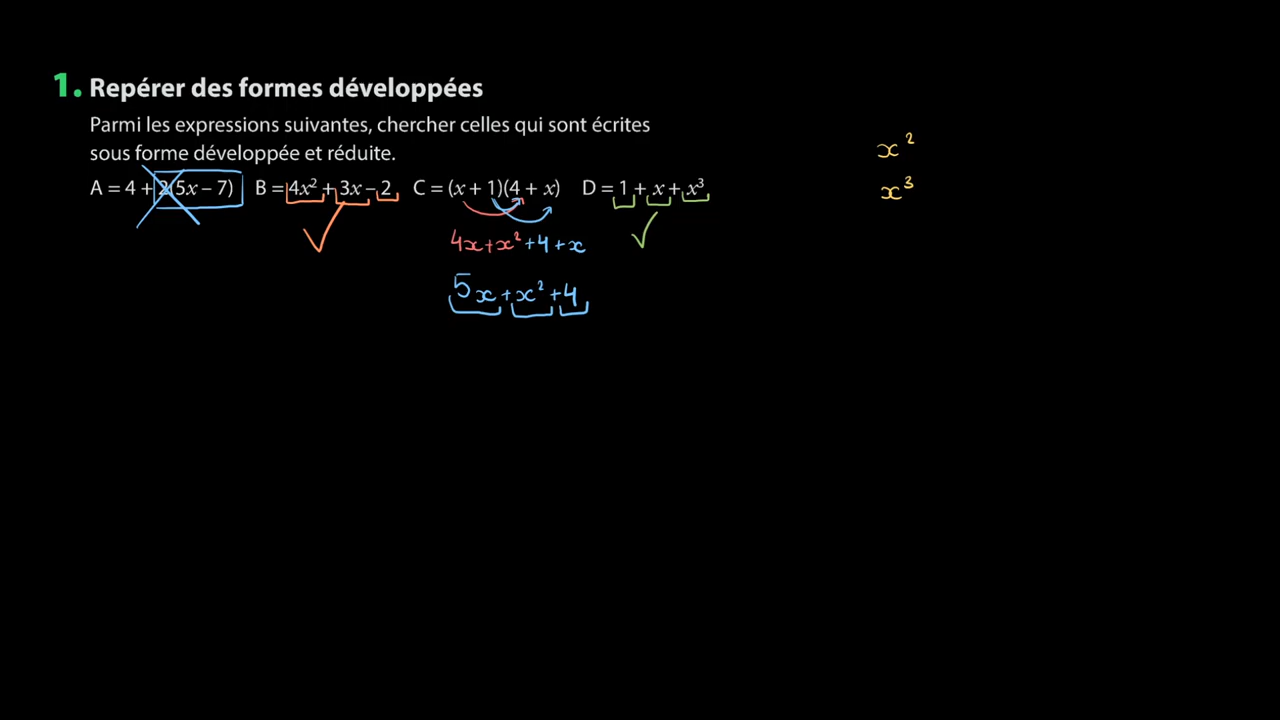 1. Repérer des formes développées
Parmi les expressions suivantes, chercher celles qui sont écrites
sous forme développée et réduite.
A = 4 + 2(5x − 7) B = 4x² + 3x − 2 C = (x + 1)(4 + x) D = 1 + x + x³
4x + x² + 4 + x
5x + x² + 4
x²
x³